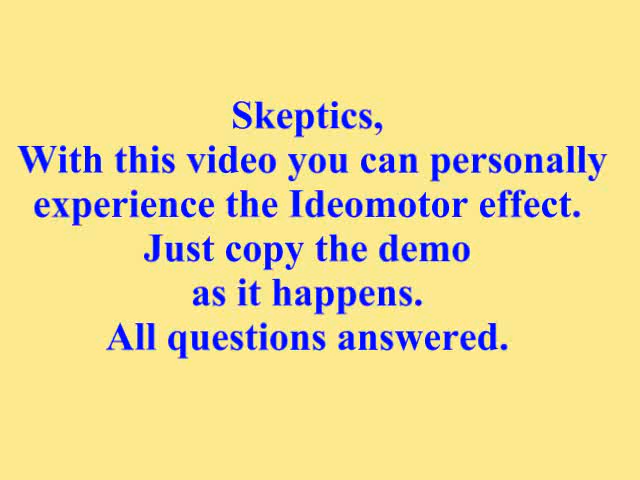 Skeptics,
With this video you can personally
experience the Ideomotor effect.
Just copy the demo
as it happens.
All questions answered.